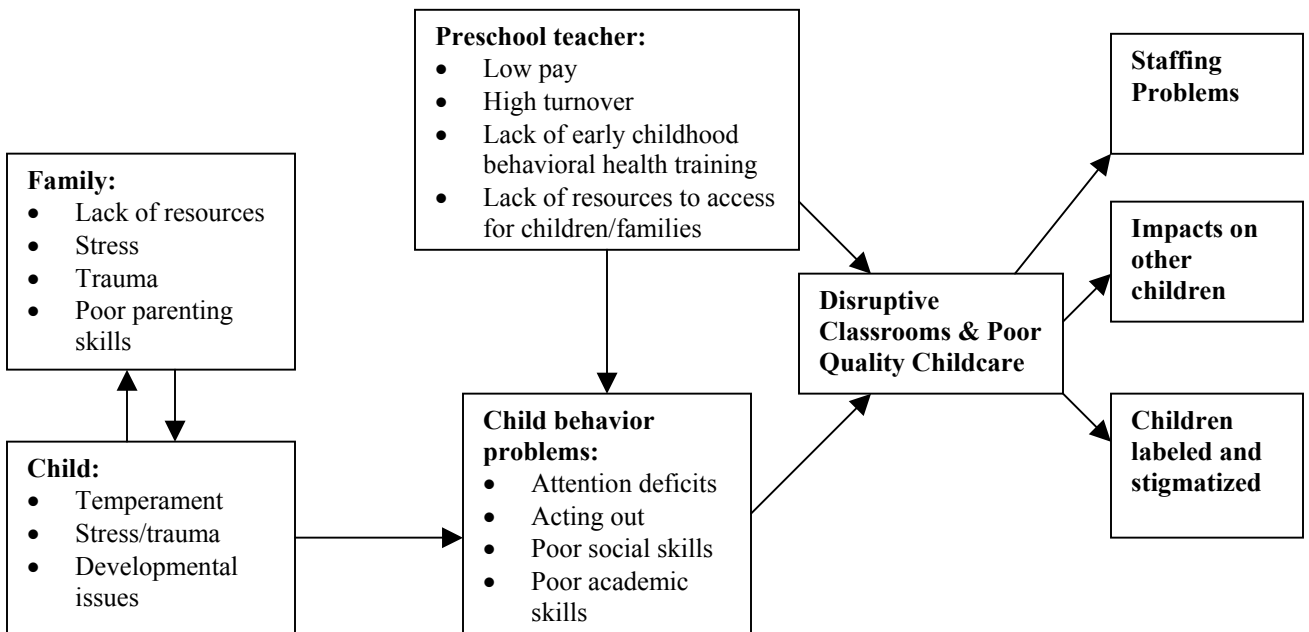 Family:
• Lack of resources
• Stress
• Trauma
• Poor parenting
skills
Child:
• Temperament
• Stress/trauma
• Developmental
issues
Preschool teacher:
• Low pay
• High turnover
• Lack of early childhood
behavioral health training
• Lack of resources to access
for children/families
Child behavior
problems:
• Attention deficits
• Acting out
• Poor social skills
• Poor academic
skills
Disruptive
Classrooms & Poor
Quality Childcare
Staffing
Problems
Impacts on
other
children
Children
labeled and
stigmatized